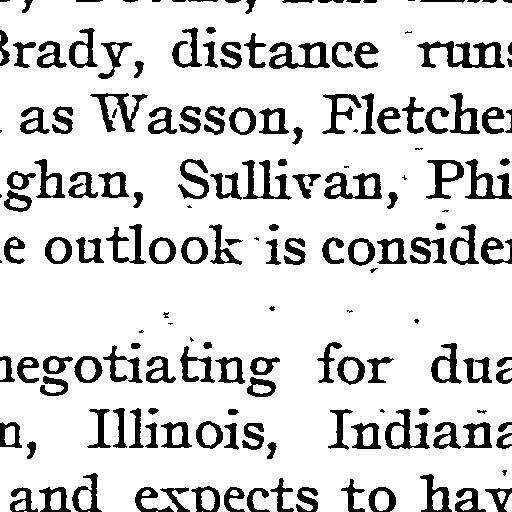 Brady, distance runs
as Wasson, Fletcher
ghan, Sullivan, Phi
e outlook is consider
negotiating for dua
n, Illinois, Indiana
and expects to hav